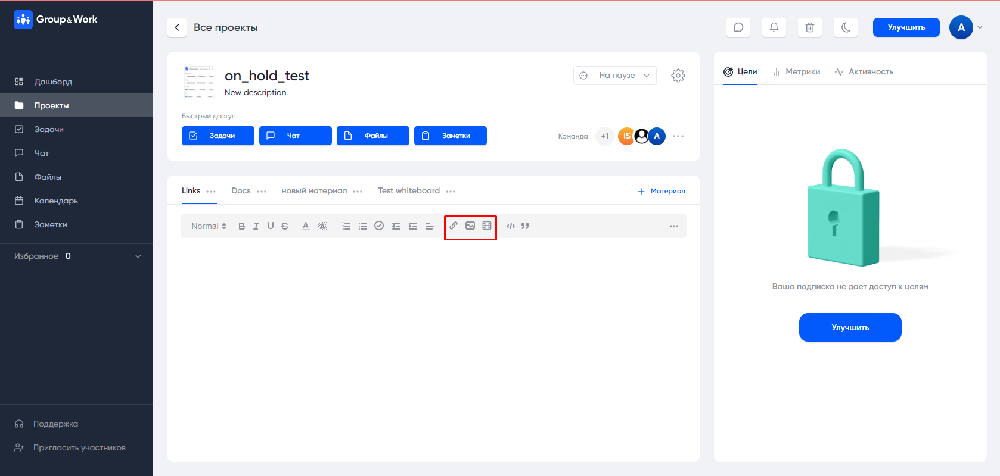 Group&Work
Дашборд
Проекты
Задачи
Чат
Файлы
Календарь
Заметки
Избранное 0
Поддержка
Пригласить участников
Все проекты
Улучшить
A
on_hold_test
New description
На паузе
Быстрый доступ
Задачи
Чат
Файлы
Заметки
Команда +1 IS A
Links
Docs
новый материал
Test whiteboard
+ Материал
Normal B I U S A A
Цели
Метрики
Активность
Ваша подписка не дает доступ к целям
Улучшить